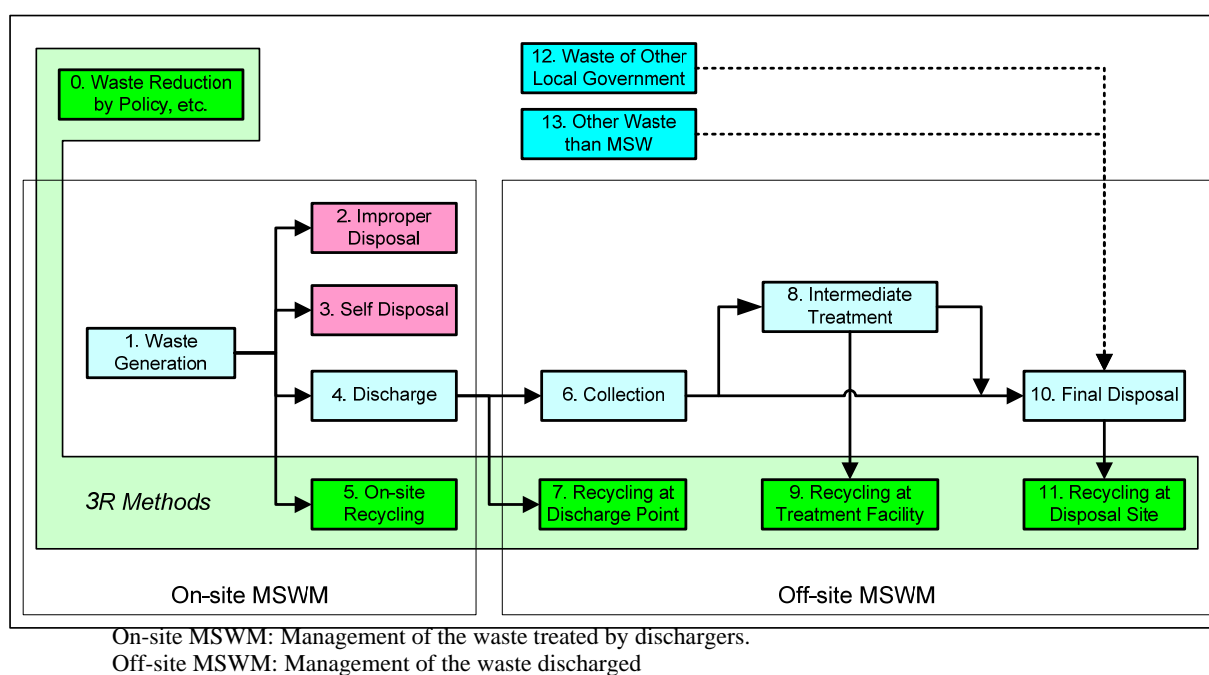 0. Waste Reduction
by Policy, etc.
12. Waste of Other
Local Government
13. Other Waste
than MSW
2. Improper
Disposal
3. Self Disposal
8. Intermediate
Treatment
1. Waste
Generation
4. Discharge
6. Collection
10. Final Disposal
3R Methods
5. On-site
Recycling
7. Recycling at
Discharge Point
9. Recycling at
Treatment Facility
11. Recycling at
Disposal Site
On-site MSWM
Off-site MSWM
On-site MSWM: Management of the waste treated by dischargers.
Off-site MSWM: Management of the waste discharged